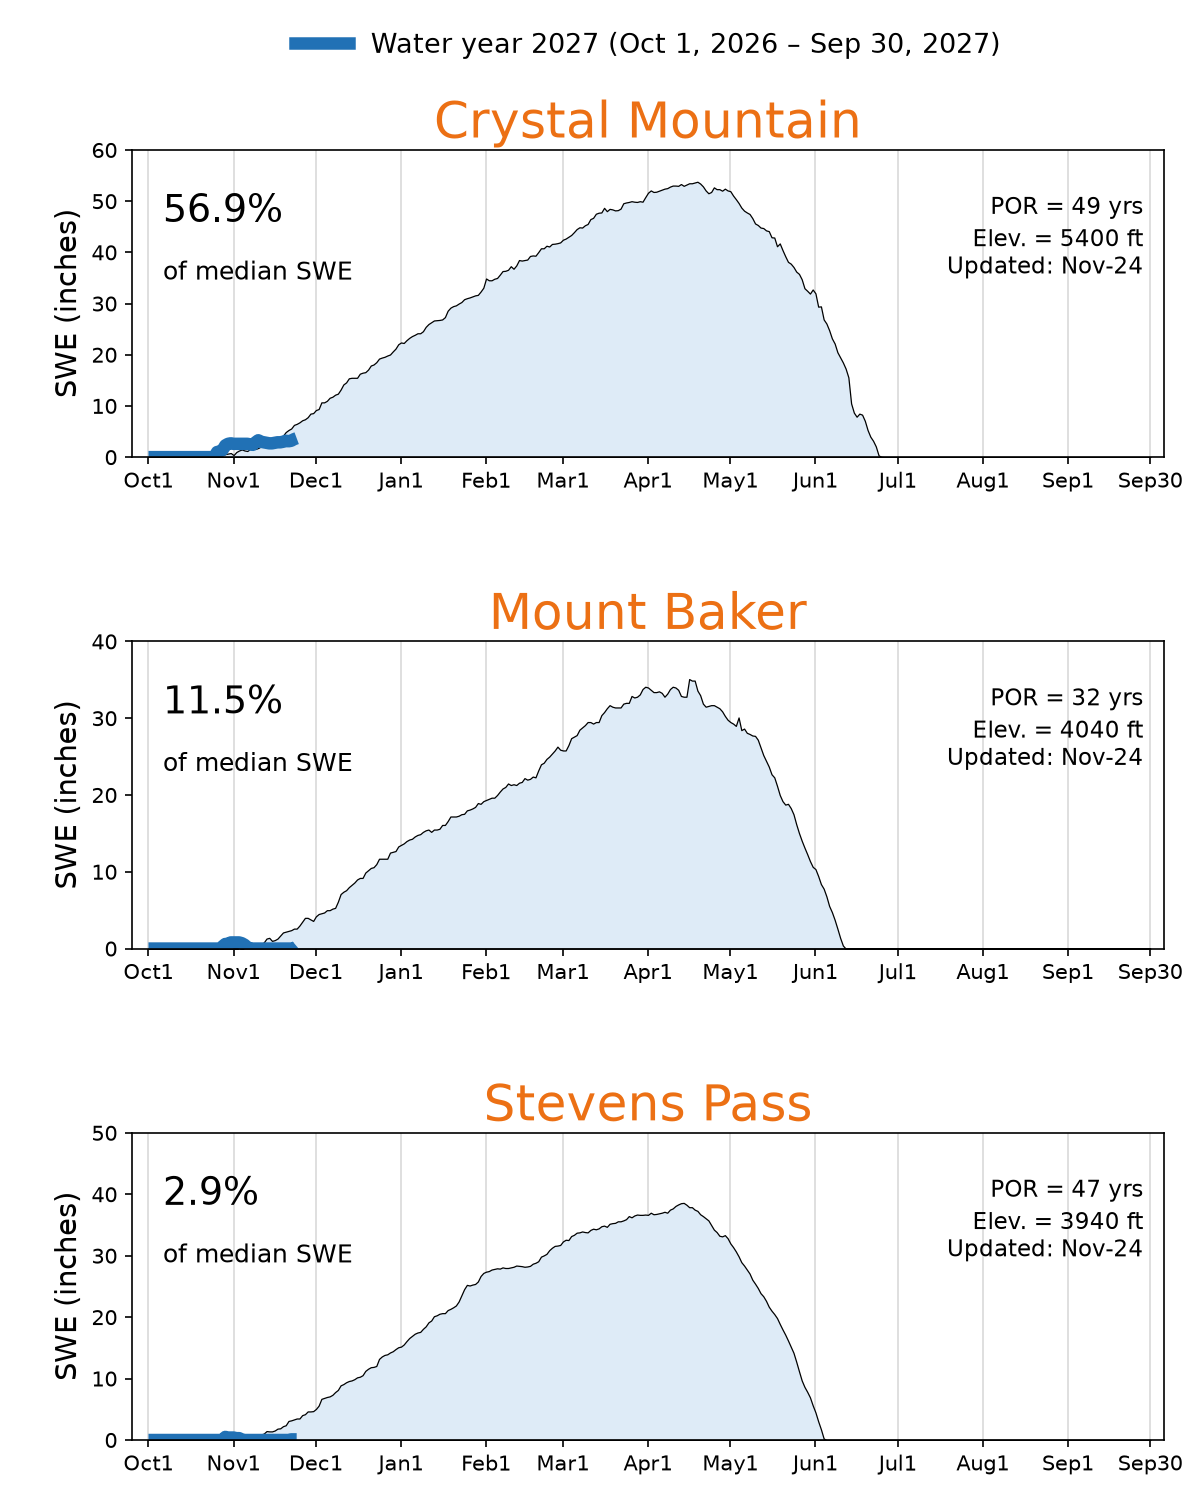 Water year 2027 (Oct 1, 2026 – Sep 30, 2027)
Crystal Mountain
60
50
40
30
20
10
0
SWE (inches)
56.9%
of median SWE
POR = 49 yrs
Elev. = 5400 ft
Updated: Nov-24
Oct1 Nov1 Dec1 Jan1 Feb1 Mar1 Apr1 May1 Jun1 Jul1 Aug1 Sep1 Sep30
Mount Baker
40
30
20
10
0
SWE (inches)
11.5%
of median SWE
POR = 32 yrs
Elev. = 4040 ft
Updated: Nov-24
Oct1 Nov1 Dec1 Jan1 Feb1 Mar1 Apr1 May1 Jun1 Jul1 Aug1 Sep1 Sep30
Stevens Pass
50
40
30
20
10
0
SWE (inches)
2.9%
of median SWE
POR = 47 yrs
Elev. = 3940 ft
Updated: Nov-24
Oct1 Nov1 Dec1 Jan1 Feb1 Mar1 Apr1 May1 Jun1 Jul1 Aug1 Sep1 Sep30